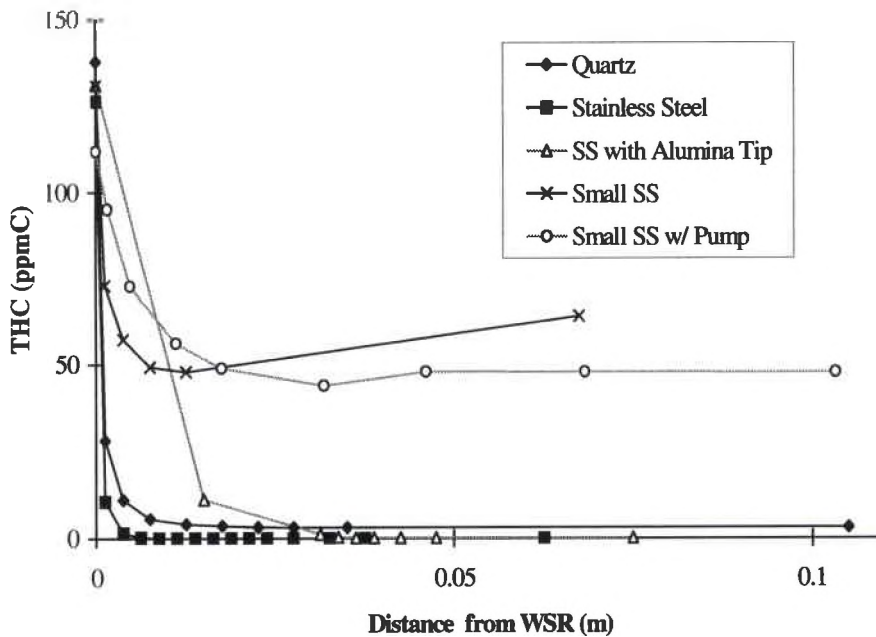 150
100
50
0
THC (ppmC)
Quartz
Stainless Steel
SS with Alumina Tip
Small SS
Small SS w/ Pump
0
0.05
0.1
Distance from WSR (m)